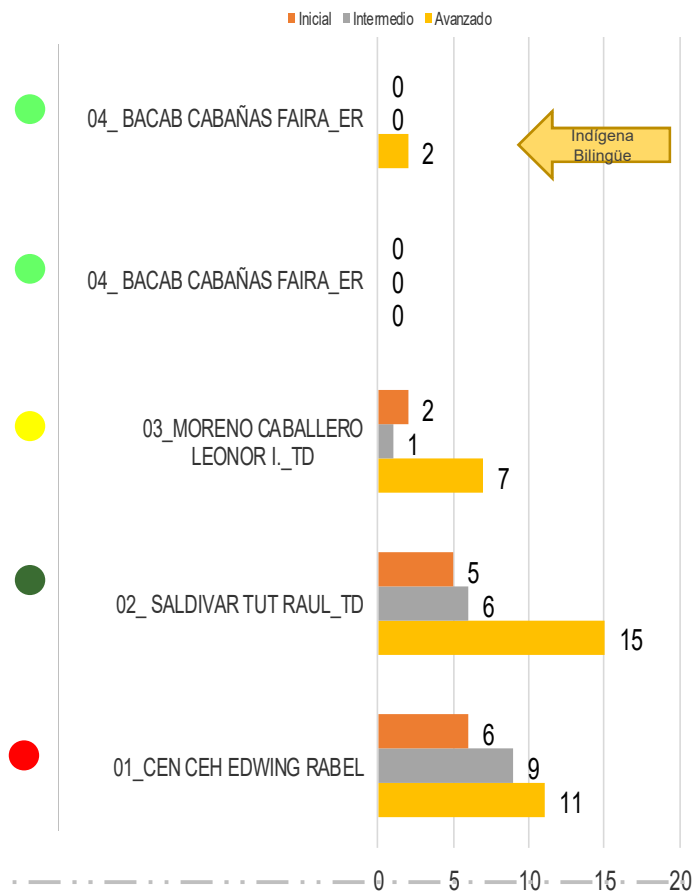 Inicial Intermedio Avanzado
04_ BACAB CABAÑAS FAIRA_ER
0
0
2
Indígena
Bilingüe
04_ BACAB CABAÑAS FAIRA_ER
0
0
0
03_MORENO CABALLERO
LEONOR I._TD
2
1
7
02_ SALDIVAR TUT RAUL_TD
5
6
15
01_CEN CEH EDWING RABEL
6
9
11
0 5 10 15 20